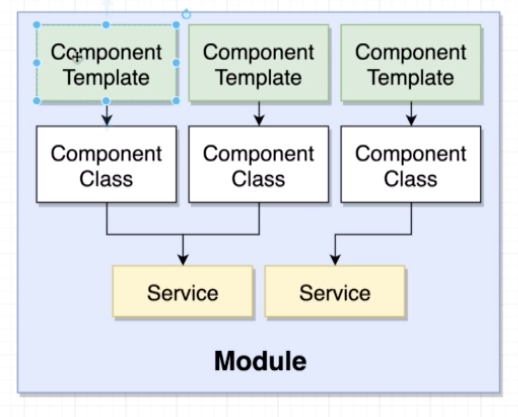 Component
Template
Component
Template
Component
Template
Component
Class
Component
Class
Component
Class
Service
Service
Module